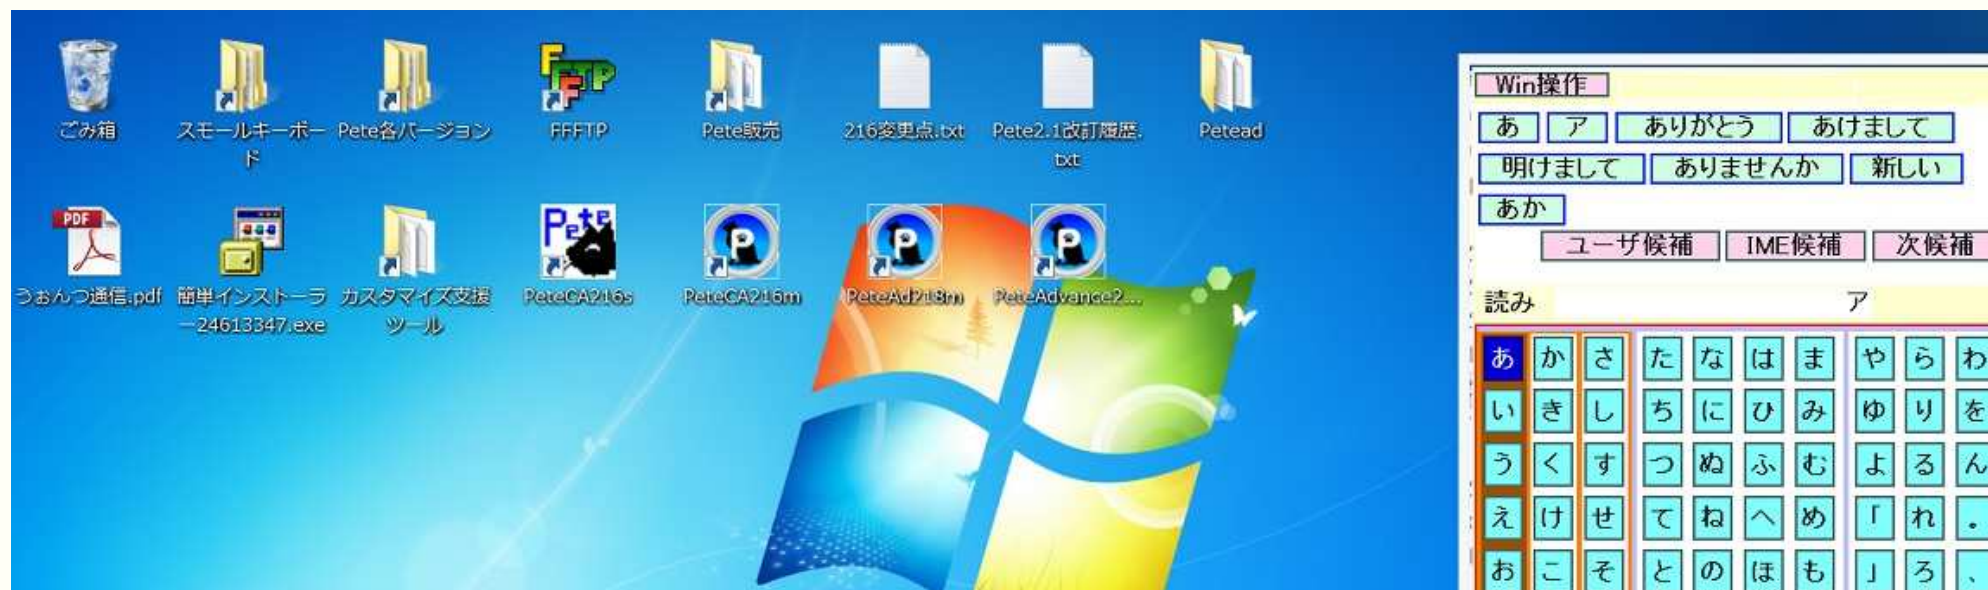 ごみ箱
スモールキーボード
Pete各バージョン
FFFTP
Pete販売
216変更点.txt
Pete2.1改訂履歴.txt
Petead
PDF
うぉんつ通信.pdf
簡単インストーラー24613347.exe
カスタマイズ支援ツール
Pete
PeteCA216s
P
PeteCA216m
P
PeteAd218m
P
PeteAdvance2...
Win操作
あ ア ありがとう あけまして
明けまして ありませんか 新しい
あか
ユーザ候補 IME候補 次候補
読み ア
あ か さ た な は ま や ら わ
い き し ち に ひ み ゆ り を
う く す つ ぬ ふ む よ る ん
え け せ て ね へ め 「 れ 。
お こ そ と の ほ も 」 ろ 、